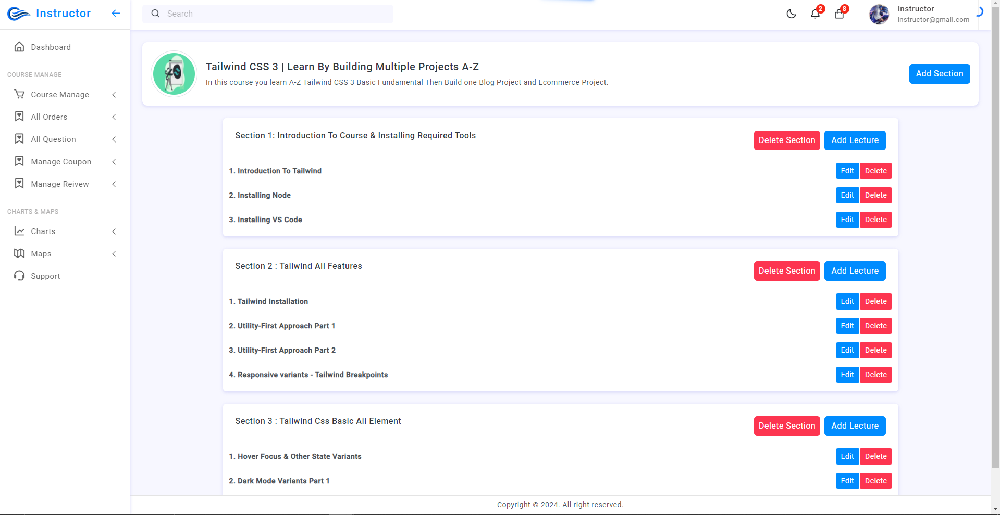 Instructor
Search
2
8
Instructor
instructor@gmail.com
Dashboard
COURSE MANAGE
Course Manage
All Orders
All Question
Manage Coupon
Manage Reivew
CHARTS & MAPS
Charts
Maps
Support
Tailwind CSS 3 | Learn By Building Multiple Projects A-Z
In this course you learn A-Z Tailwind CSS 3 Basic Fundamental Then Build one Blog Project and Ecommerce Project.
Add Section
Section 1: Introduction To Course & Installing Required Tools
Delete Section Add Lecture
1. Introduction To Tailwind Edit Delete
2. Installing Node Edit Delete
3. Installing VS Code Edit Delete
Section 2 : Tailwind All Features
Delete Section Add Lecture
1. Tailwind Installation Edit Delete
2. Utility-First Approach Part 1 Edit Delete
3. Utility-First Approach Part 2 Edit Delete
4. Responsive variants - Tailwind Breakpoints Edit Delete
Section 3 : Tailwind Css Basic All Element
Delete Section Add Lecture
1. Hover Focus & Other State Variants Edit Delete
2. Dark Mode Variants Part 1 Edit Delete
Copyright © 2024. All right reserved.